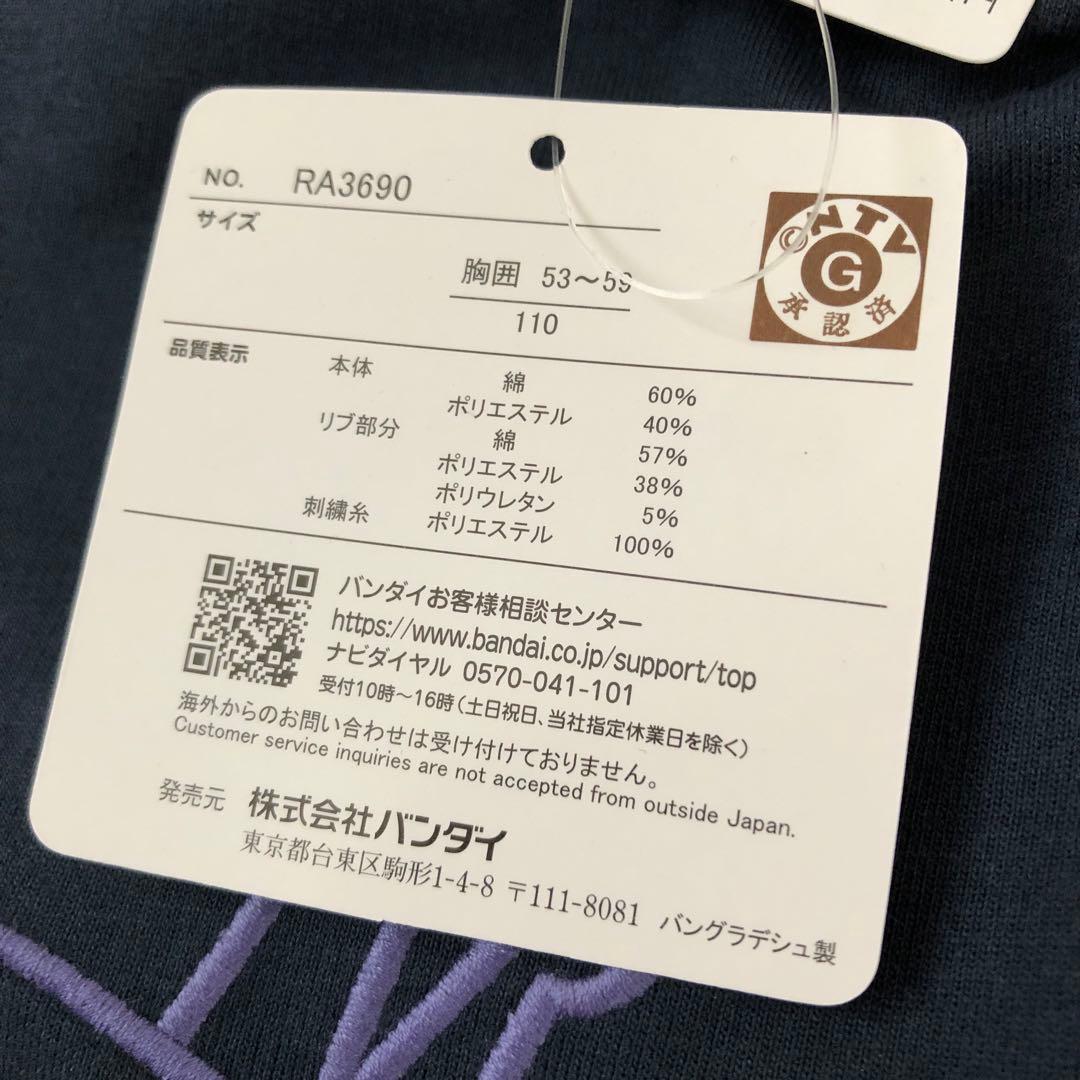 NO. RA3690
サイズ
胸囲 53～59
110
©NTV
G
承認済
品質表示 本体 綿 60%
ポリエステル 40%
リブ部分 綿 57%
ポリエステル 38%
ポリウレタン 5%
刺繍糸 ポリエステル 100%
バンダイお客様相談センター
https://www.bandai.co.jp/support/top
ナビダイヤル 0570-041-101
受付10時～16時（土日祝日、当社指定休業日を除く）
海外からのお問い合わせは受け付けておりません。
Customer service inquiries are not accepted from outside Japan.
発売元 株式会社バンダイ
東京都台東区駒形1-4-8 〒111-8081 バングラデシュ製